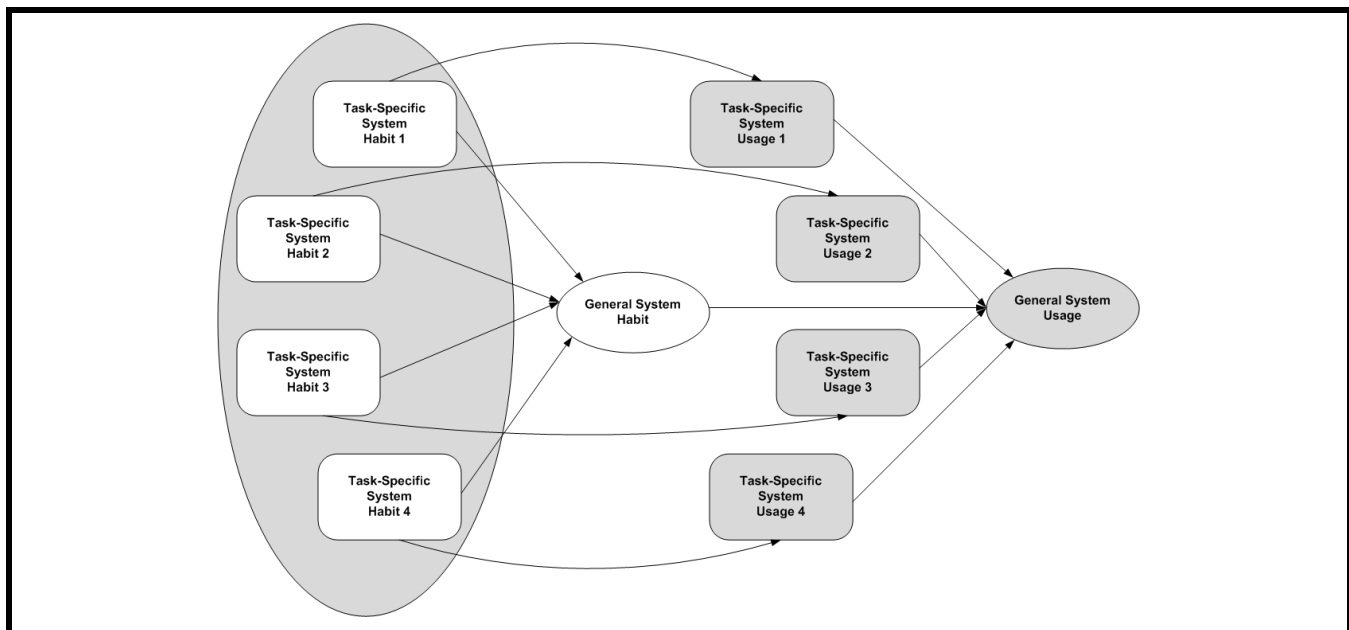 Task-Specific
System
Habit 1
Task-Specific
System
Usage 1
Task-Specific
System
Habit 2
Task-Specific
System
Usage 2
General System
Habit
General System
Usage
Task-Specific
System
Habit 3
Task-Specific
System
Usage 3
Task-Specific
System
Habit 4
Task-Specific
System
Usage 4